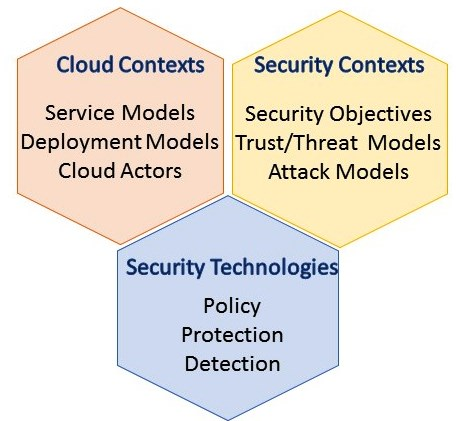 Cloud Contexts
Service Models
Deployment Models
Cloud Actors
Security Contexts
Security Objectives
Trust/Threat Models
Attack Models
Security Technologies
Policy
Protection
Detection